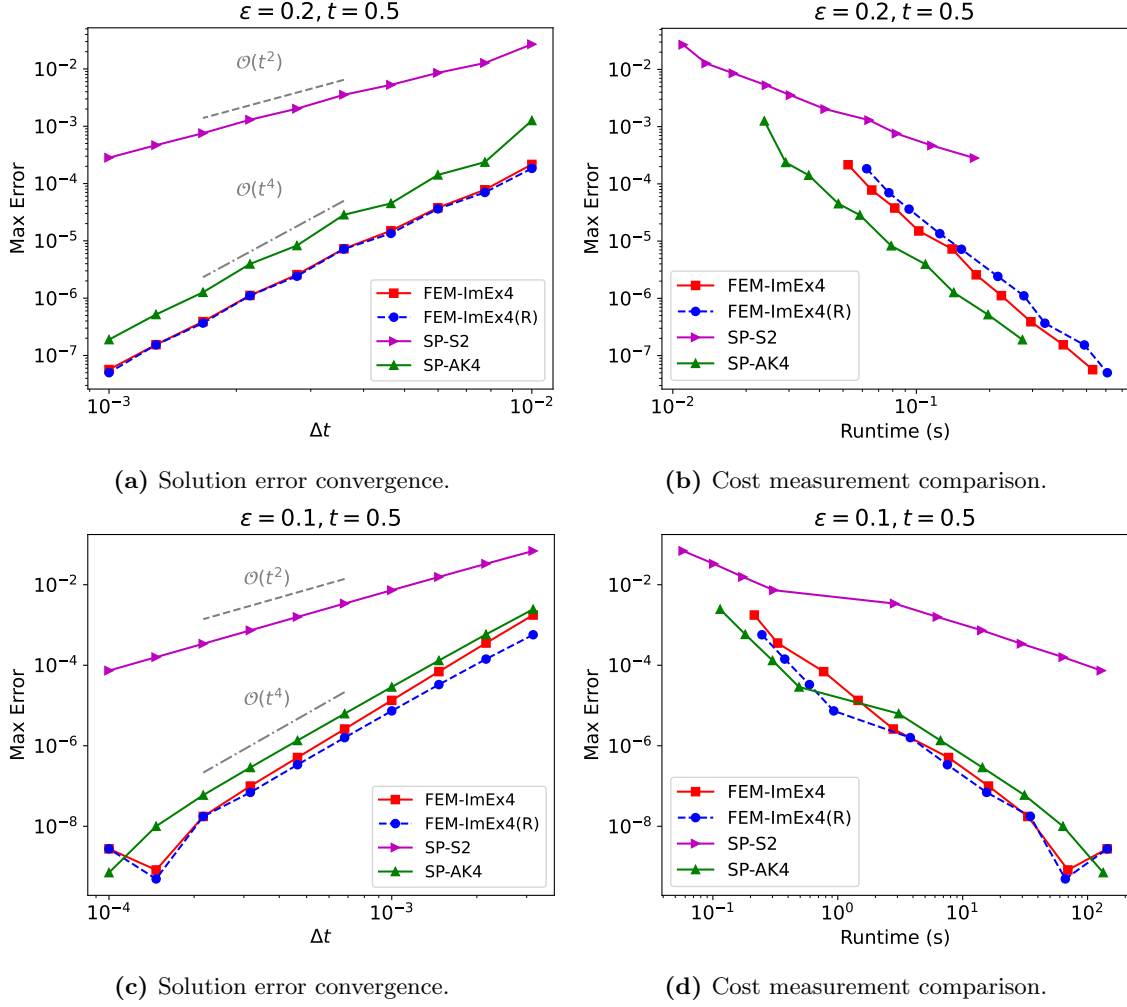 ε = 0.2, t = 0.5
10⁻²
10⁻³
10⁻⁴
10⁻⁵
10⁻⁶
10⁻⁷
Max Error
𝒪(t²)
𝒪(t⁴)
FEM-ImEx4
FEM-ImEx4(R)
SP-S2
SP-AK4
10⁻³
10⁻²
Δt
(a) Solution error convergence.
ε = 0.2, t = 0.5
10⁻²
10⁻³
10⁻⁴
10⁻⁵
10⁻⁶
10⁻⁷
Max Error
FEM-ImEx4
FEM-ImEx4(R)
SP-S2
SP-AK4
10⁻²
10⁻¹
Runtime (s)
(b) Cost measurement comparison.
ε = 0.1, t = 0.5
10⁻²
10⁻⁴
10⁻⁶
10⁻⁸
Max Error
𝒪(t²)
𝒪(t⁴)
FEM-ImEx4
FEM-ImEx4(R)
SP-S2
SP-AK4
10⁻⁴
10⁻³
Δt
(c) Solution error convergence.
ε = 0.1, t = 0.5
10⁻²
10⁻⁴
10⁻⁶
10⁻⁸
Max Error
FEM-ImEx4
FEM-ImEx4(R)
SP-S2
SP-AK4
10⁻¹
10⁰
10¹
10²
Runtime (s)
(d) Cost measurement comparison.